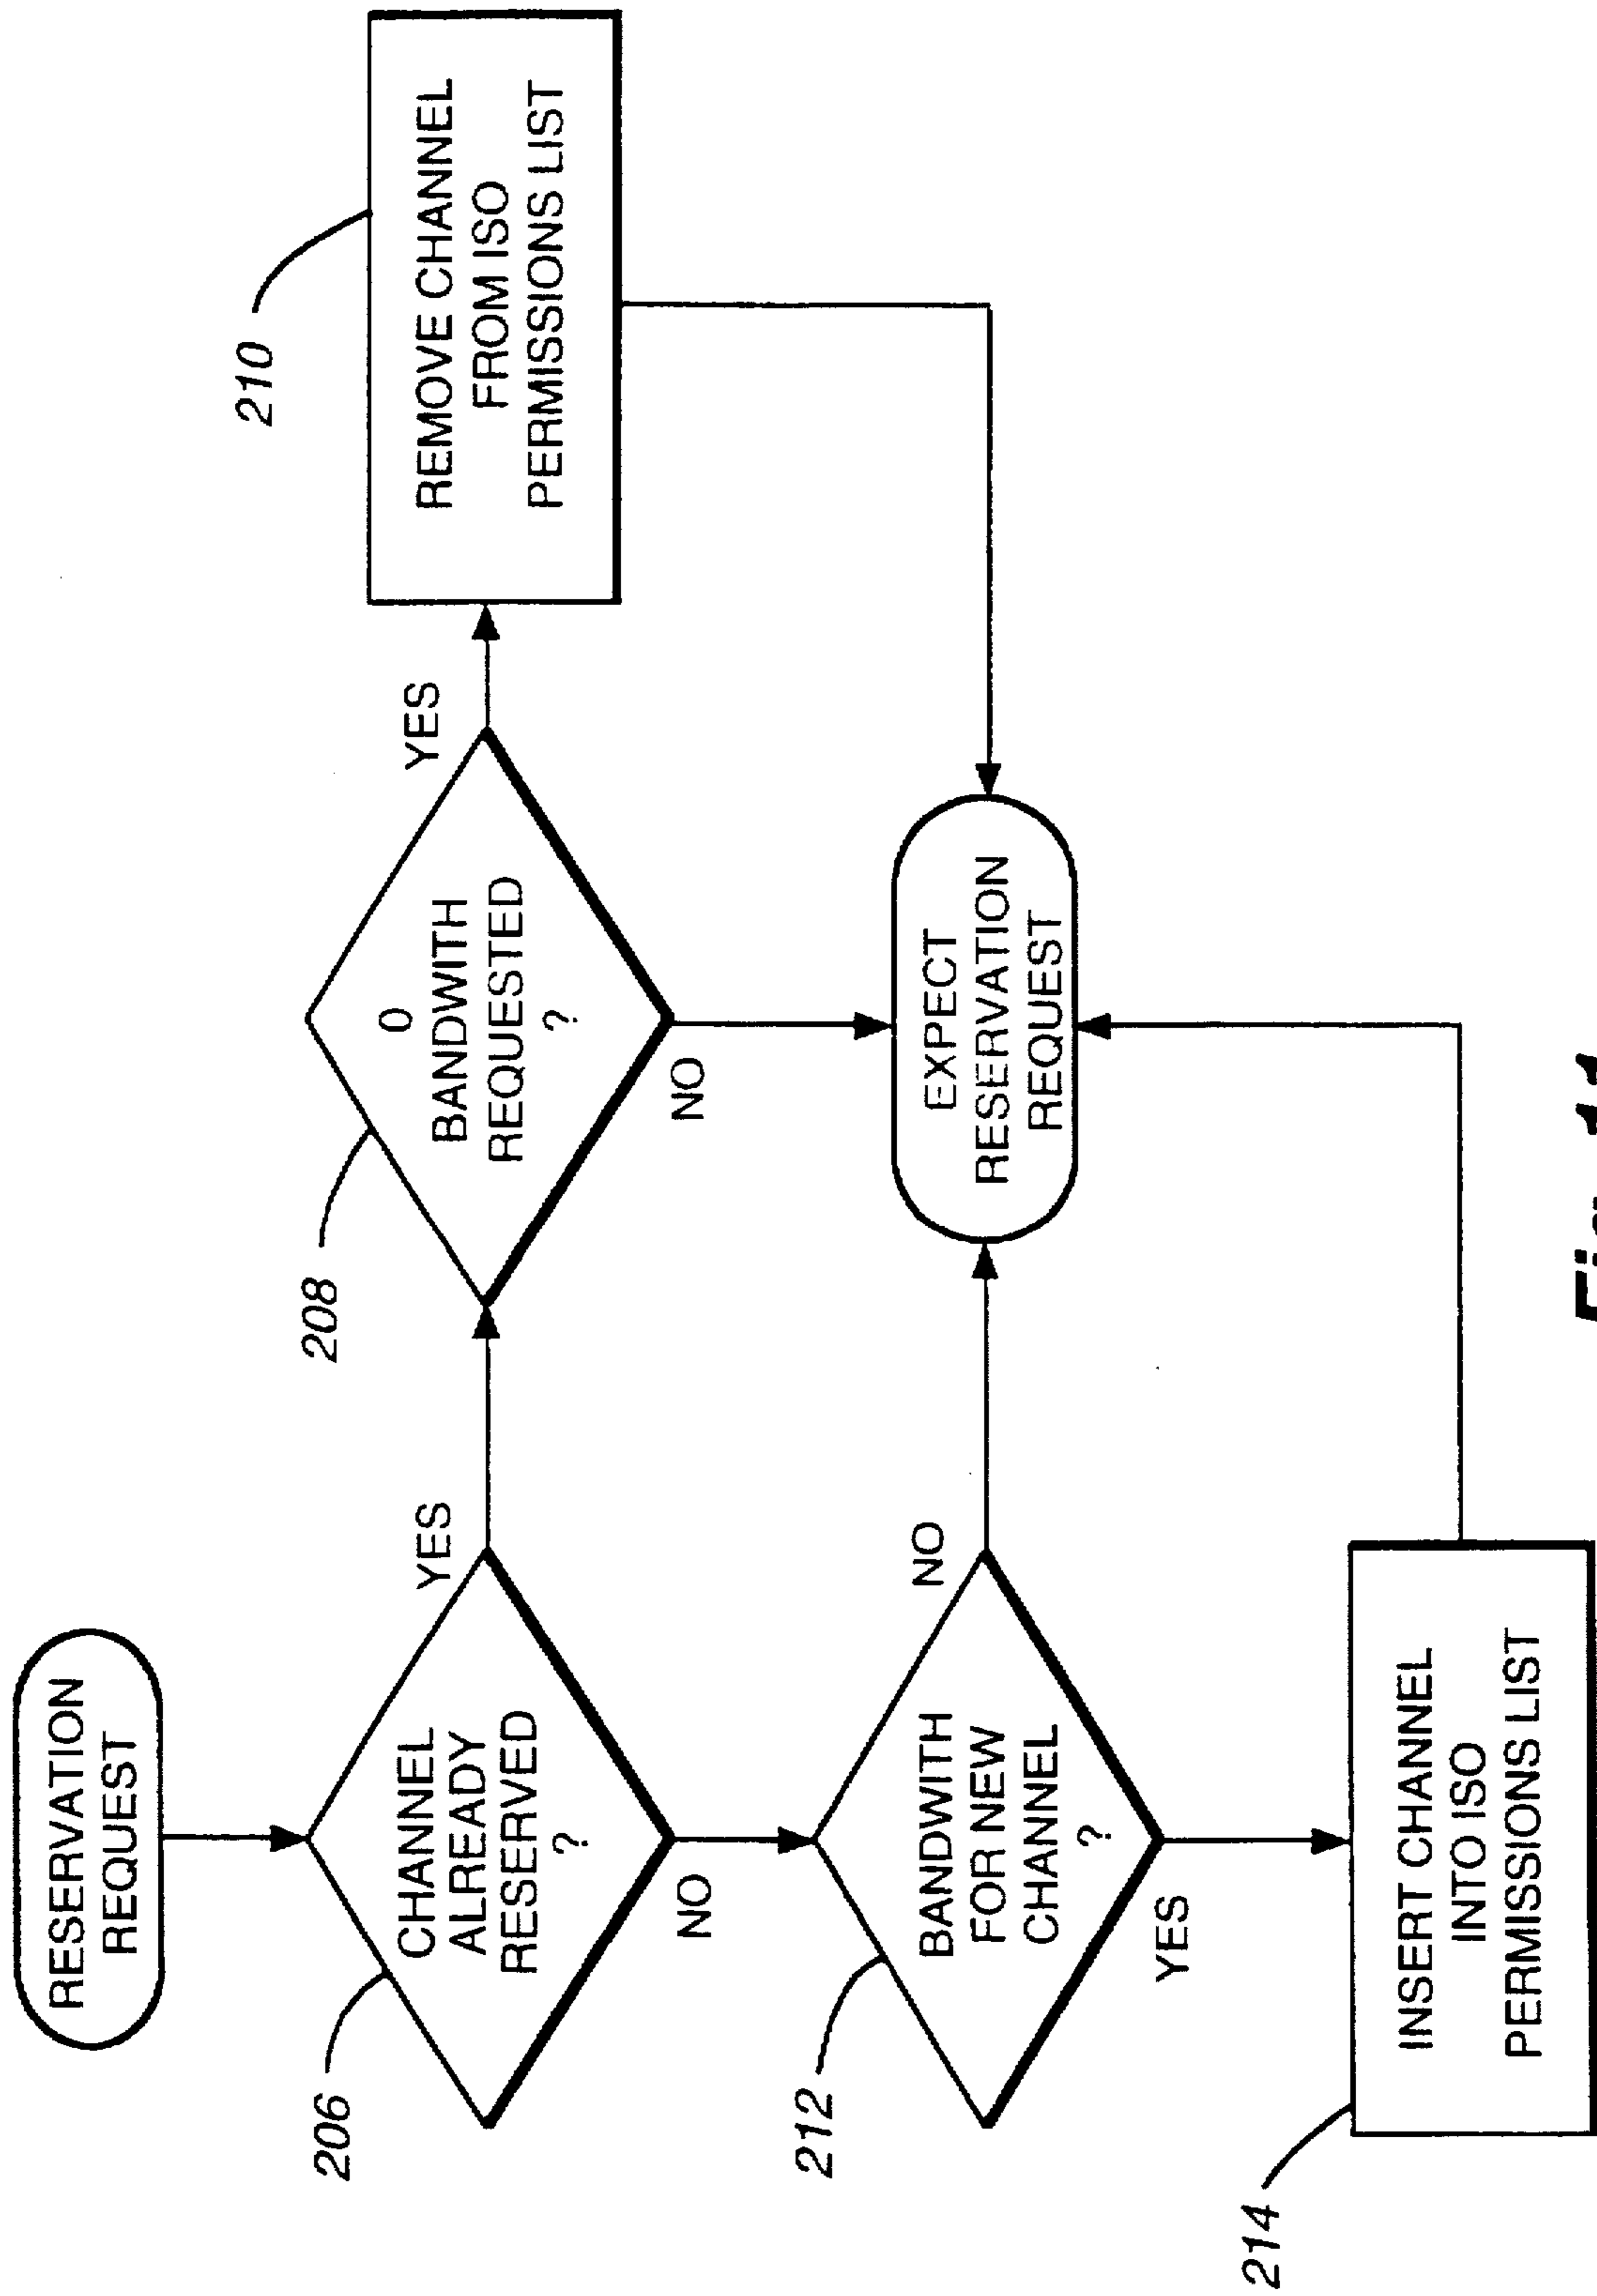 RESERVATION
REQUEST
206
CHANNEL
ALREADY
RESERVED
?
YES
NO
208
0
BANDWITH
REQUESTED
?
YES
NO
210
REMOVE CHANNEL
FROM ISO
PERMISSIONS LIST
212
BANDWITH
FOR NEW
CHANNEL
?
NO
YES
EXPECT
RESERVATION
REQUEST
214
INSERT CHANNEL
INTO ISO
PERMISSIONS LIST